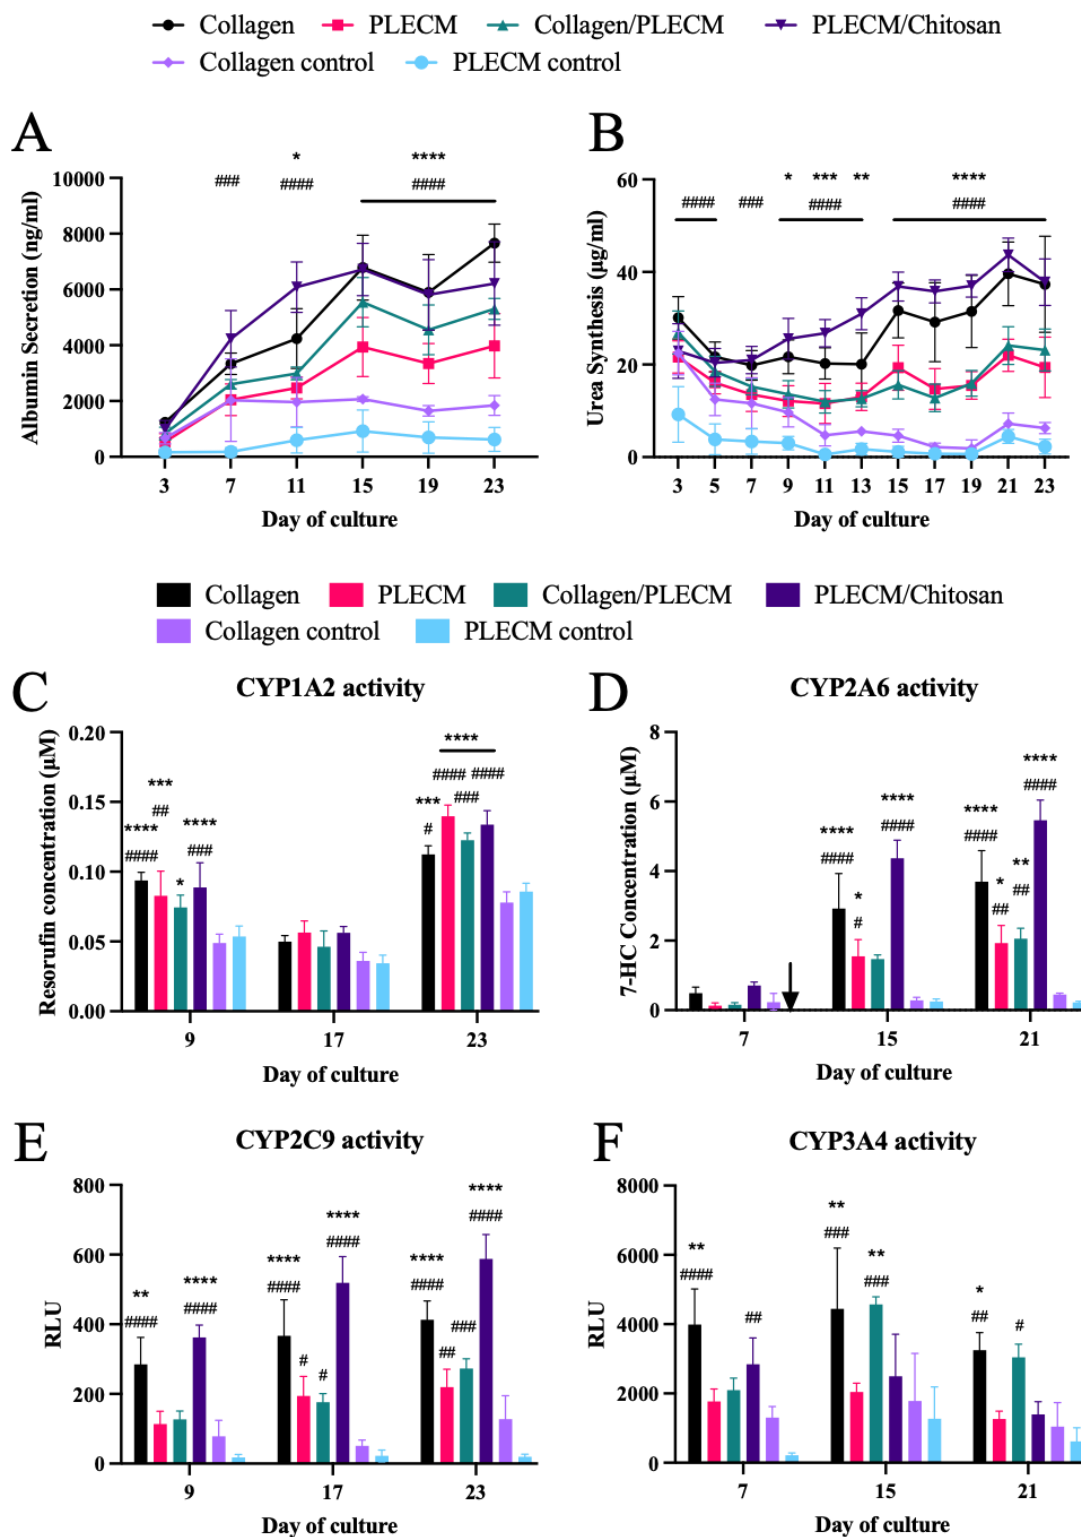 Collagen PLECM Collagen/PLECM PLECM/Chitosan
Collagen control PLECM control
A
* ****
### #### ####
Albumin Secretion (ng/ml)
10000
8000
6000
4000
2000
0
3 7 11 15 19 23
Day of culture
B
* *** ** ****
#### ### #### ####
Urea Synthesis (µg/ml)
60
40
20
0
3 5 7 9 11 13 15 17 19 21 23
Day of culture
Collagen PLECM Collagen/PLECM PLECM/Chitosan
Collagen control PLECM control
C
CYP1A2 activity
Resorufin concentration (µM)
0.20
0.15
0.10
0.05
0.00
****
####
***
##
*
****
###
***
#
****
####
###
####
9 17 23
Day of culture
D
CYP2A6 activity
7-HC Concentration (µM)
8
6
4
2
0
****
####
*
#
****
####
****
####
*
##
**
##
****
####
7 15 21
Day of culture
E
CYP2C9 activity
RLU
800
600
400
200
0
**
####
****
####
****
####
#
#
****
####
****
####
##
###
****
####
9 17 23
Day of culture
F
CYP3A4 activity
RLU
8000
6000
4000
2000
0
**
####
##
**
###
**
###
*
##
#
7 15 21
Day of culture